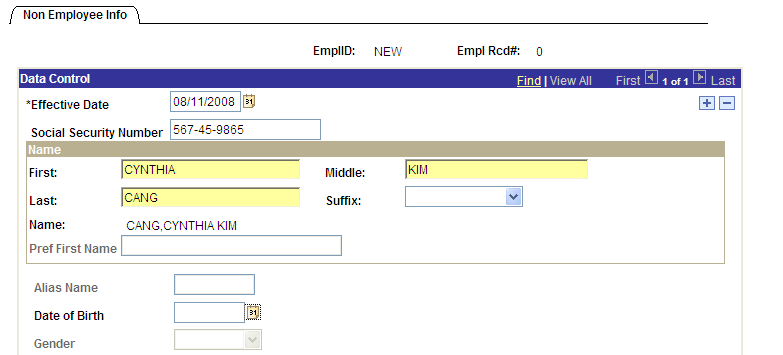 Non Employee Info
EmplID: NEW Empl Rcd#: 0
Data Control Find | View All First 1 of 1 Last
*Effective Date 08/11/2008 31
Social Security Number 567-45-9865
Name
First: CYNTHIA Middle: KIM
Last: CANG Suffix:
Name: CANG,CYNTHIA KIM
Pref First Name
Alias Name
Date of Birth 31
Gender